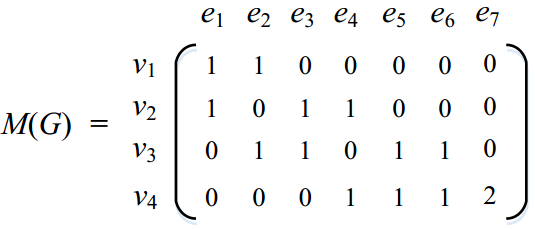 e1 e2 e3 e4 e5 e6 e7
v1 1 1 0 0 0 0 0
v2 1 0 1 1 0 0 0
M(G) =
v3 0 1 1 0 1 1 0
v4 0 0 0 1 1 1 2